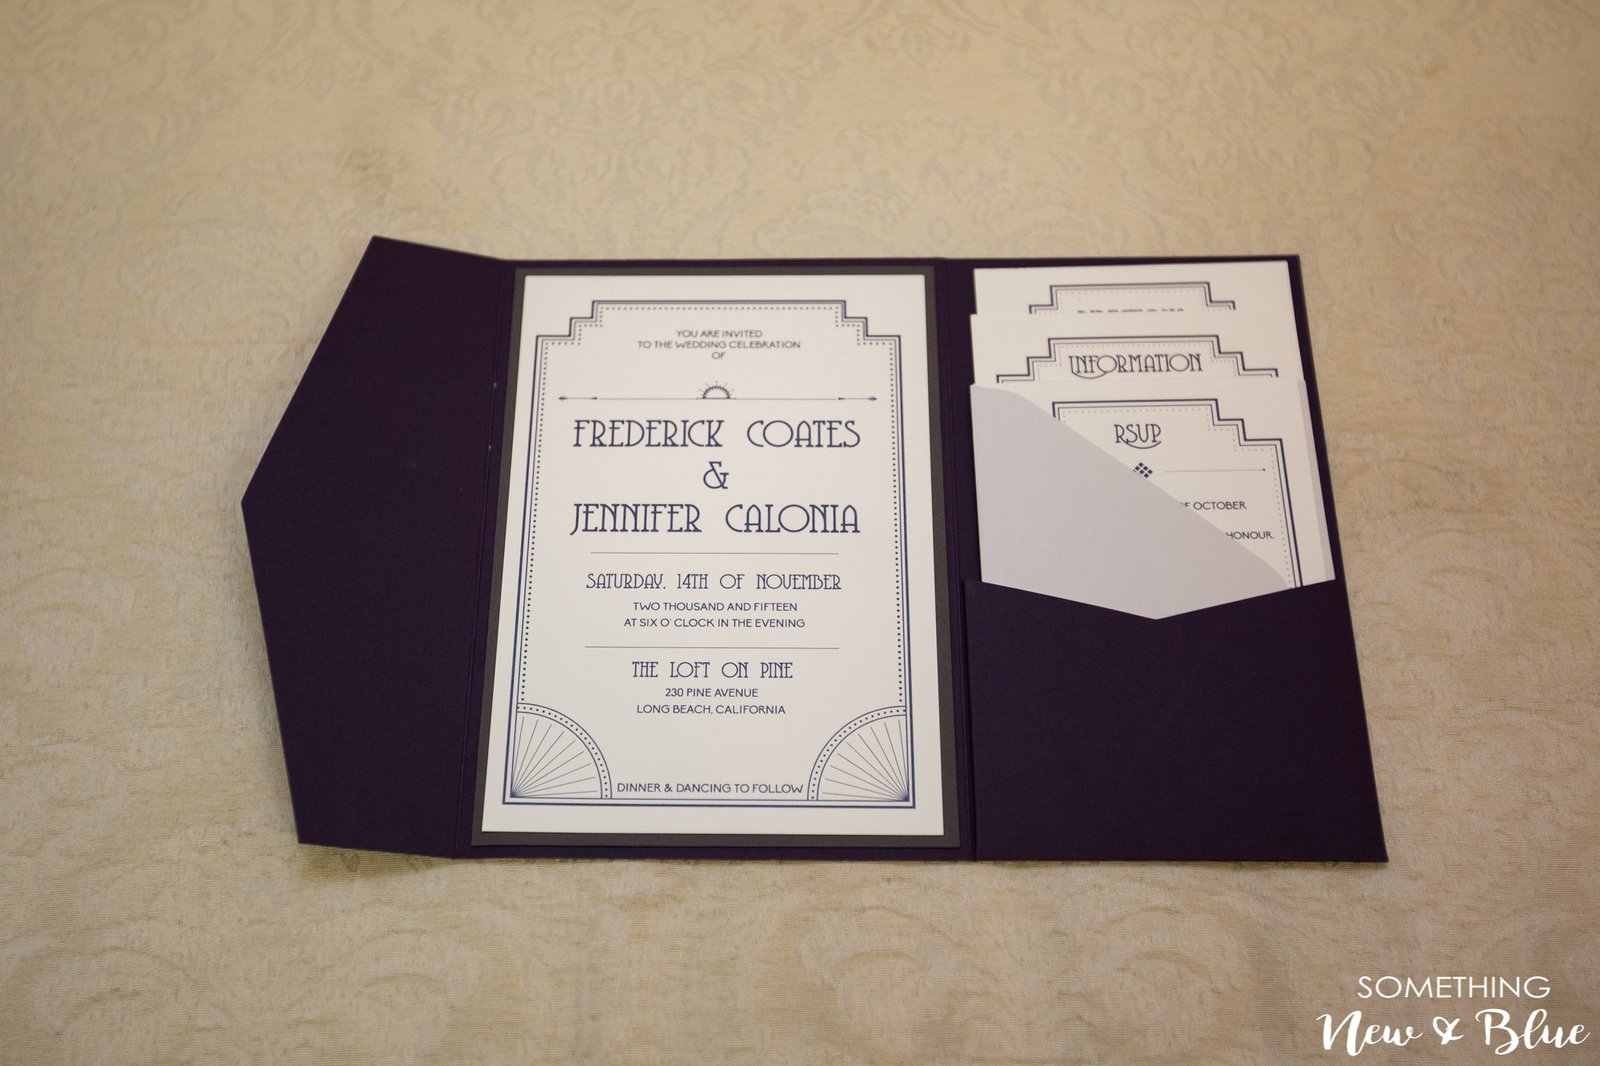 YOU ARE INVITED
TO THE WEDDING CELEBRATION
OF
FREDERICK COATES
&
JENNIFER CALONIA
SATURDAY, 14TH OF NOVEMBER
TWO THOUSAND AND FIFTEEN
AT SIX O' CLOCK IN THE EVENING
THE LOFT ON PINE
230 PINE AVENUE
LONG BEACH, CALIFORNIA
DINNER & DANCING TO FOLLOW
INFORMATION
RSVP
OCTOBER
HONOUR.
SOMETHING
New & Blue